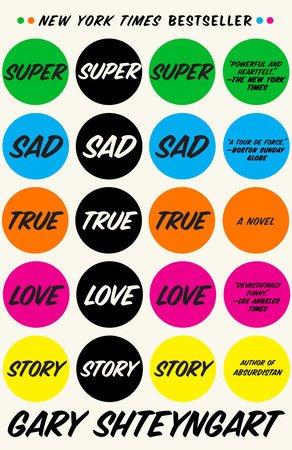 NEW YORK TIMES BESTSELLER
SUPER SUPER SUPER
"POWERFUL AND
HEARTFELT."
—THE NEW YORK
TIMES
SAD SAD SAD
"A TOUR DE FORCE."
—BOSTON SUNDAY
GLOBE
TRUE TRUE TRUE
A NOVEL
LOVE LOVE LOVE
"DEVASTATINGLY
FUNNY."
—LOS ANGELES
TIMES
STORY STORY STORY
AUTHOR OF
ABSURDISTAN
GARY SHTEYNGART